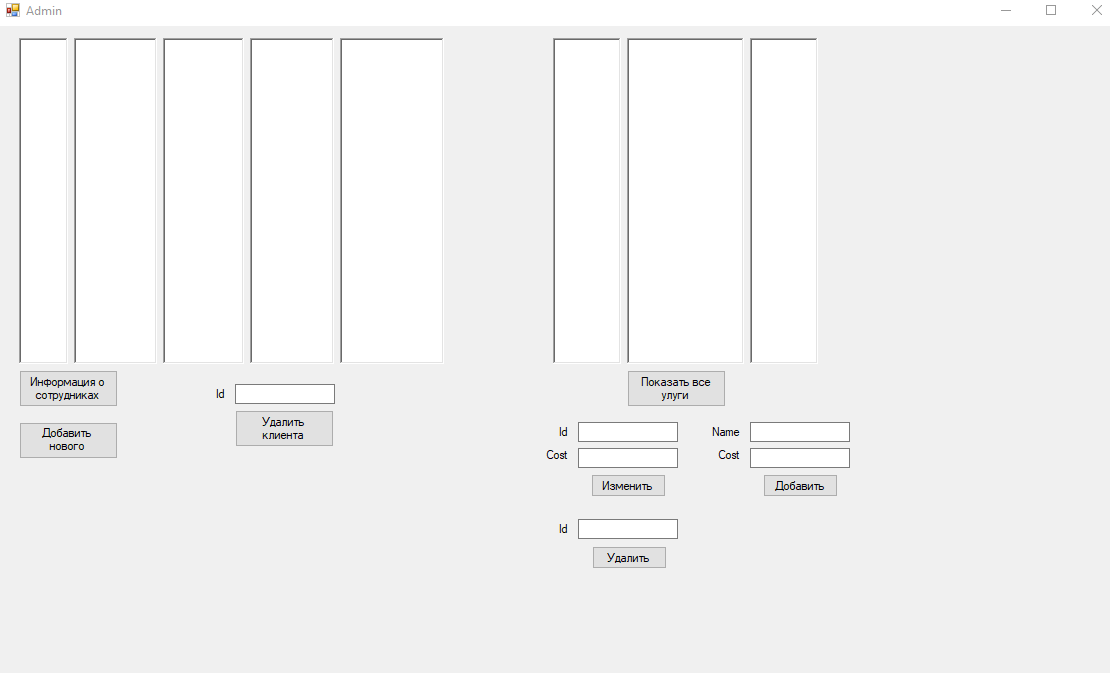 Admin
Информация о
сотрудниках
Добавить
нового
Id
Удалить
клиента
Показать все
улуги
Id
Cost
Изменить
Name
Cost
Добавить
Id
Удалить